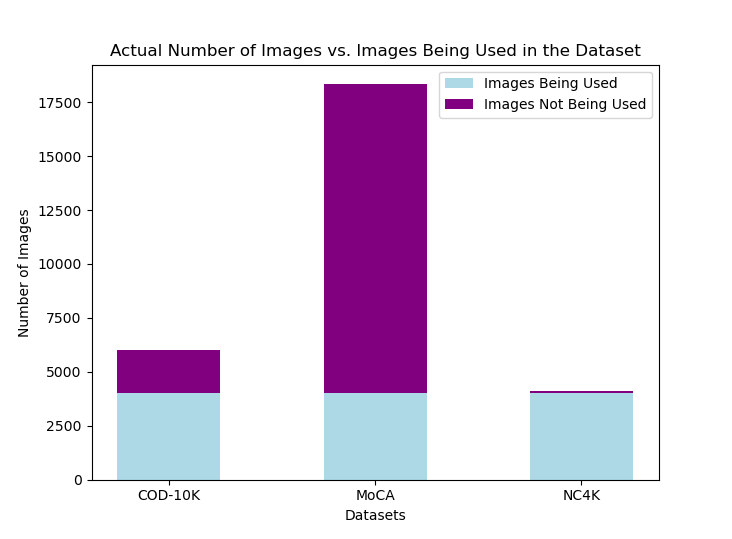 Actual Number of Images vs. Images Being Used in the Dataset
Images Being Used
Images Not Being Used
17500
15000
12500
10000
7500
5000
2500
0
Number of Images
COD-10K
MoCA
NC4K
Datasets